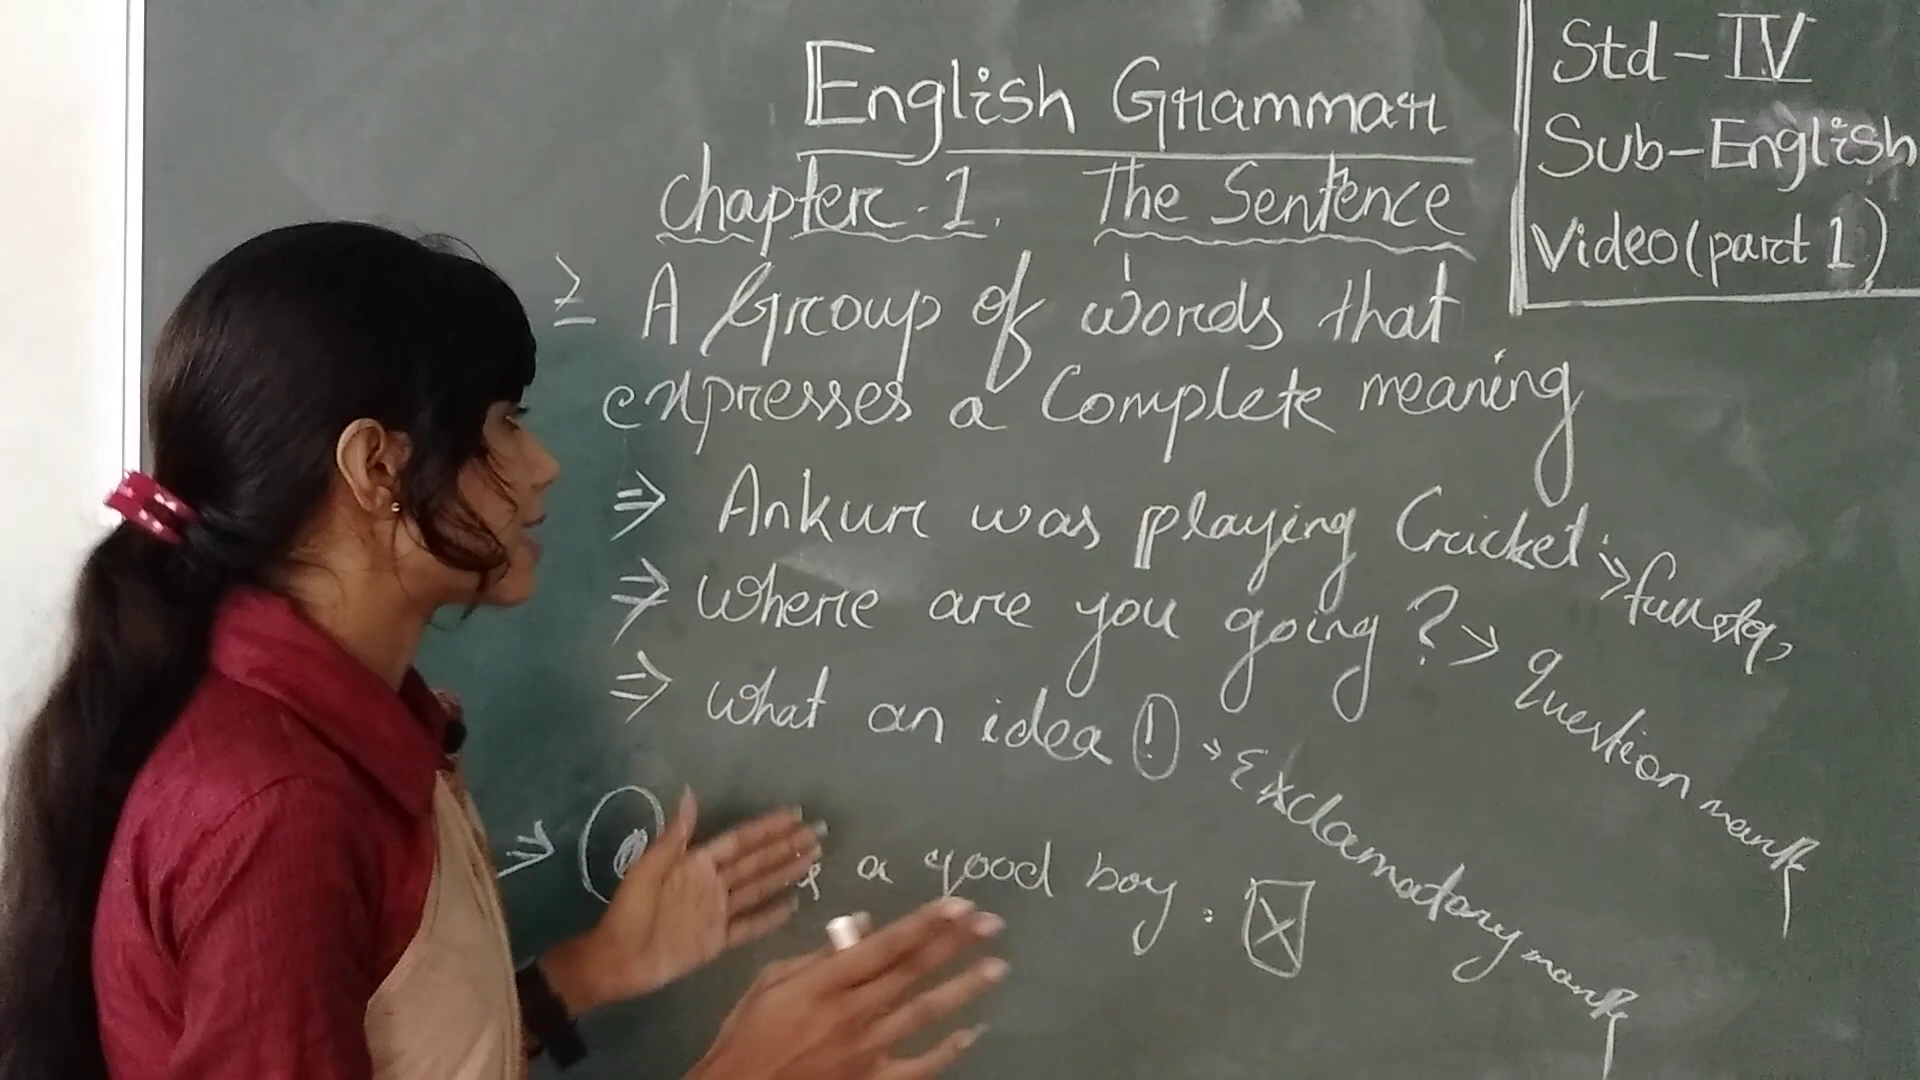 English Grammar
Chapter-1. The Sentence
A Group of words that
expresses a Complete meaning
⇒ Ankur was playing Cricket. → fullstop
⇒ Where are you going ? → question mark
⇒ What an idea ! → Exclamatory mark
a good boy.
Std - IV
Sub - English
Video (part 1)